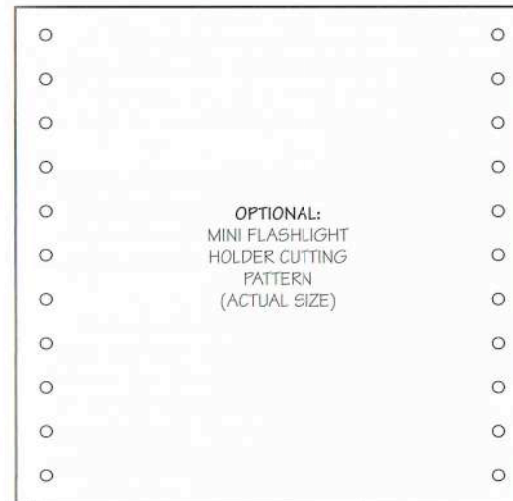 OPTIONAL:
MINI FLASHLIGHT
HOLDER CUTTING
PATTERN
(ACTUAL SIZE)